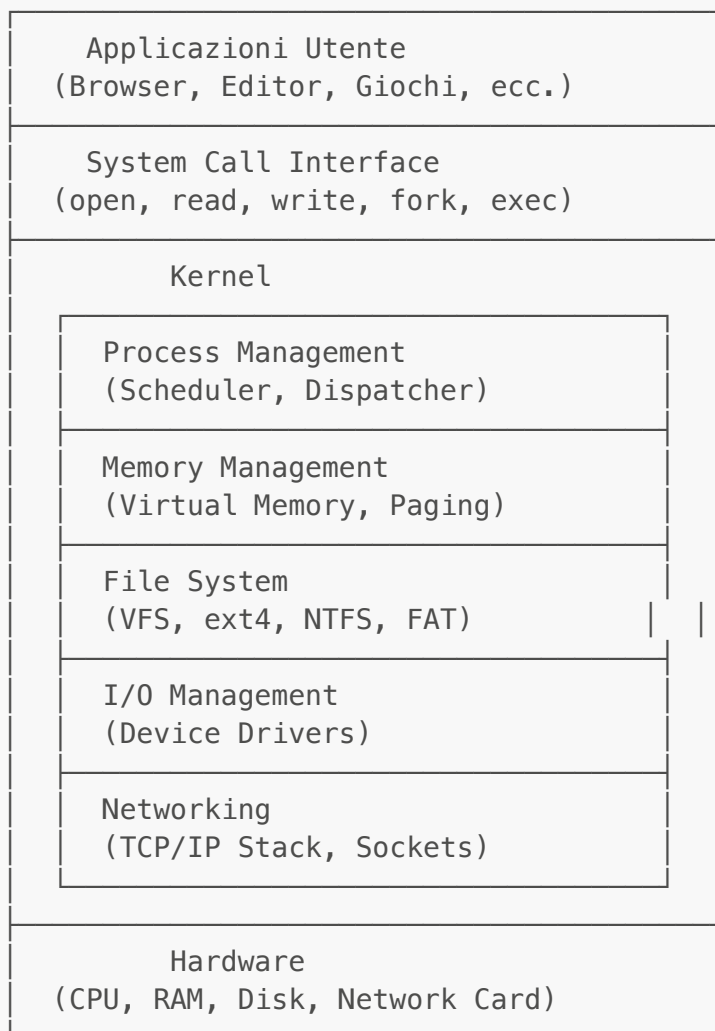 Applicazioni Utente
(Browser, Editor, Giochi, ecc.)
System Call Interface
(open, read, write, fork, exec)
Kernel
Process Management
(Scheduler, Dispatcher)
Memory Management
(Virtual Memory, Paging)
File System
(VFS, ext4, NTFS, FAT)
I/O Management
(Device Drivers)
Networking
(TCP/IP Stack, Sockets)
Hardware
(CPU, RAM, Disk, Network Card)